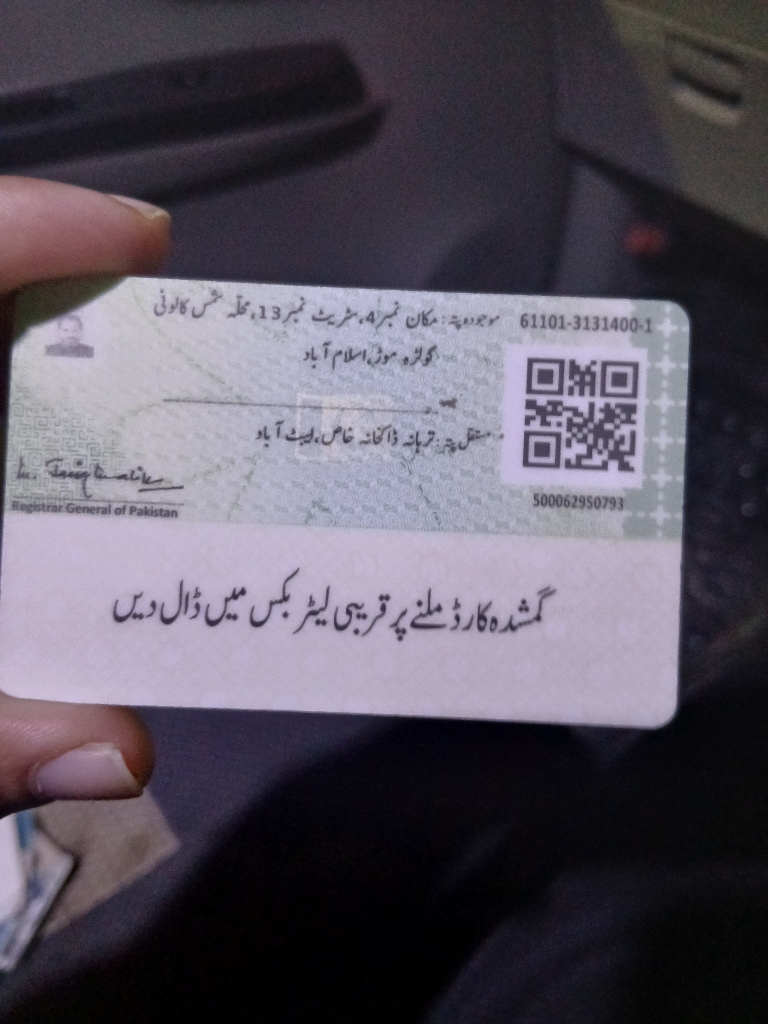 61101-3131400-1
موجودہ پتہ: مکان نمبر 4، سٹریٹ نمبر 13، محلہ شمس کالونی
گولڑہ موڑ، اسلام آباد
مستقل پتہ: ترہانہ ڈاکخانہ خاص، ایبٹ آباد
500062950793
Registrar General of Pakistan
گمشدہ کارڈ ملنے پر قریبی لیٹر بکس میں ڈال دیں